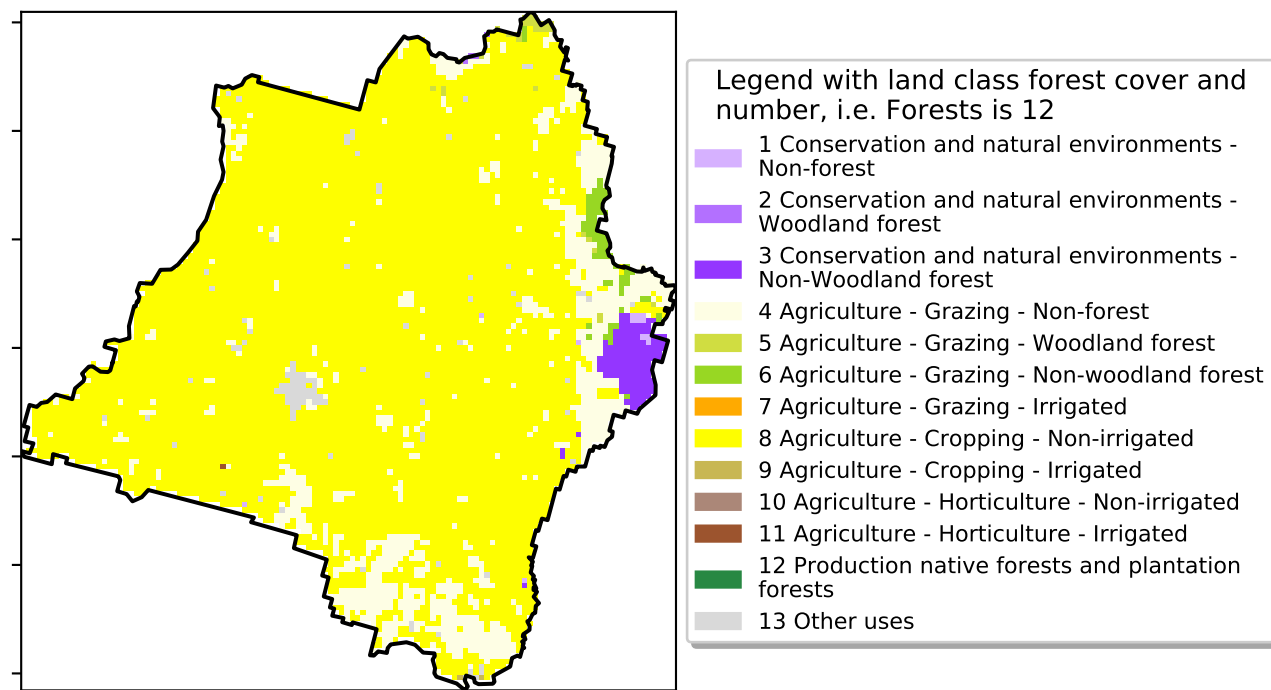 Legend with land class forest cover and
number, i.e. Forests is 12
1 Conservation and natural environments -
Non-forest
2 Conservation and natural environments -
Woodland forest
3 Conservation and natural environments -
Non-Woodland forest
4 Agriculture - Grazing - Non-forest
5 Agriculture - Grazing - Woodland forest
6 Agriculture - Grazing - Non-woodland forest
7 Agriculture - Grazing - Irrigated
8 Agriculture - Cropping - Non-irrigated
9 Agriculture - Cropping - Irrigated
10 Agriculture - Horticulture - Non-irrigated
11 Agriculture - Horticulture - Irrigated
12 Production native forests and plantation
forests
13 Other uses